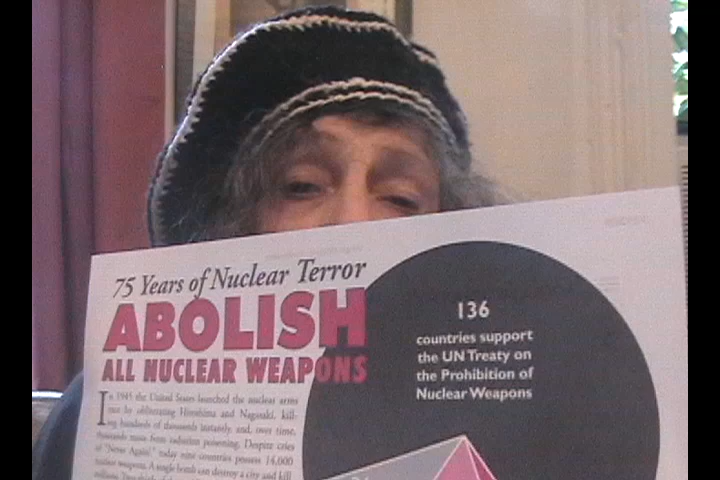 75 Years of Nuclear Terror
ABOLISH
ALL NUCLEAR WEAPONS
In 1945 the United States launched the nuclear arms
race by obliterating Hiroshima and Nagasaki, kill-
ing hundreds of thousands instantly, and, over time,
thousands more from radiation poisoning. Despite cries
of "Never Again!" today nine countries possess 14,000
nuclear weapons. A single bomb can destroy a city and kill
136
countries support
the UN Treaty on
the Prohibition of
Nuclear Weapons